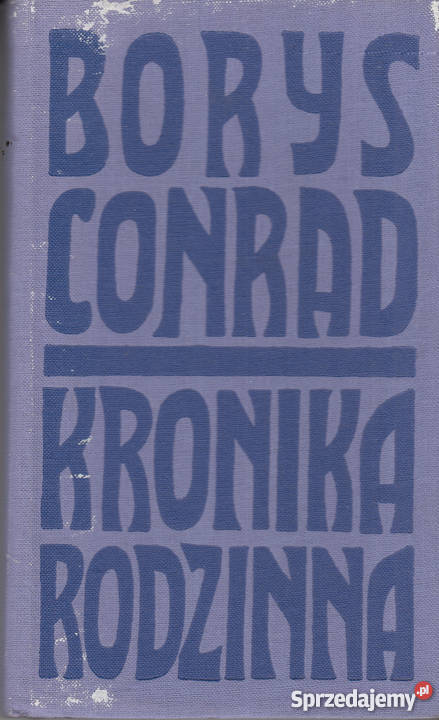 BORYS
CONRAD
KRONIKA
RODZINNA
Sprzedajemy.pl